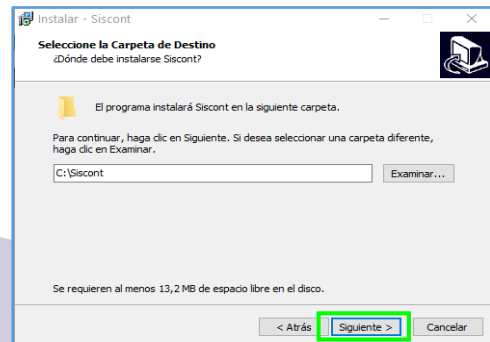 Instalar - Siscont
Seleccione la Carpeta de Destino
¿Dónde debe instalarse Siscont?
El programa instalará Siscont en la siguiente carpeta.
Para continuar, haga clic en Siguiente. Si desea seleccionar una carpeta diferente,
haga clic en Examinar.
C:\Siscont
Examinar...
Se requieren al menos 13,2 MB de espacio libre en el disco.
< Atrás
Siguiente >
Cancelar